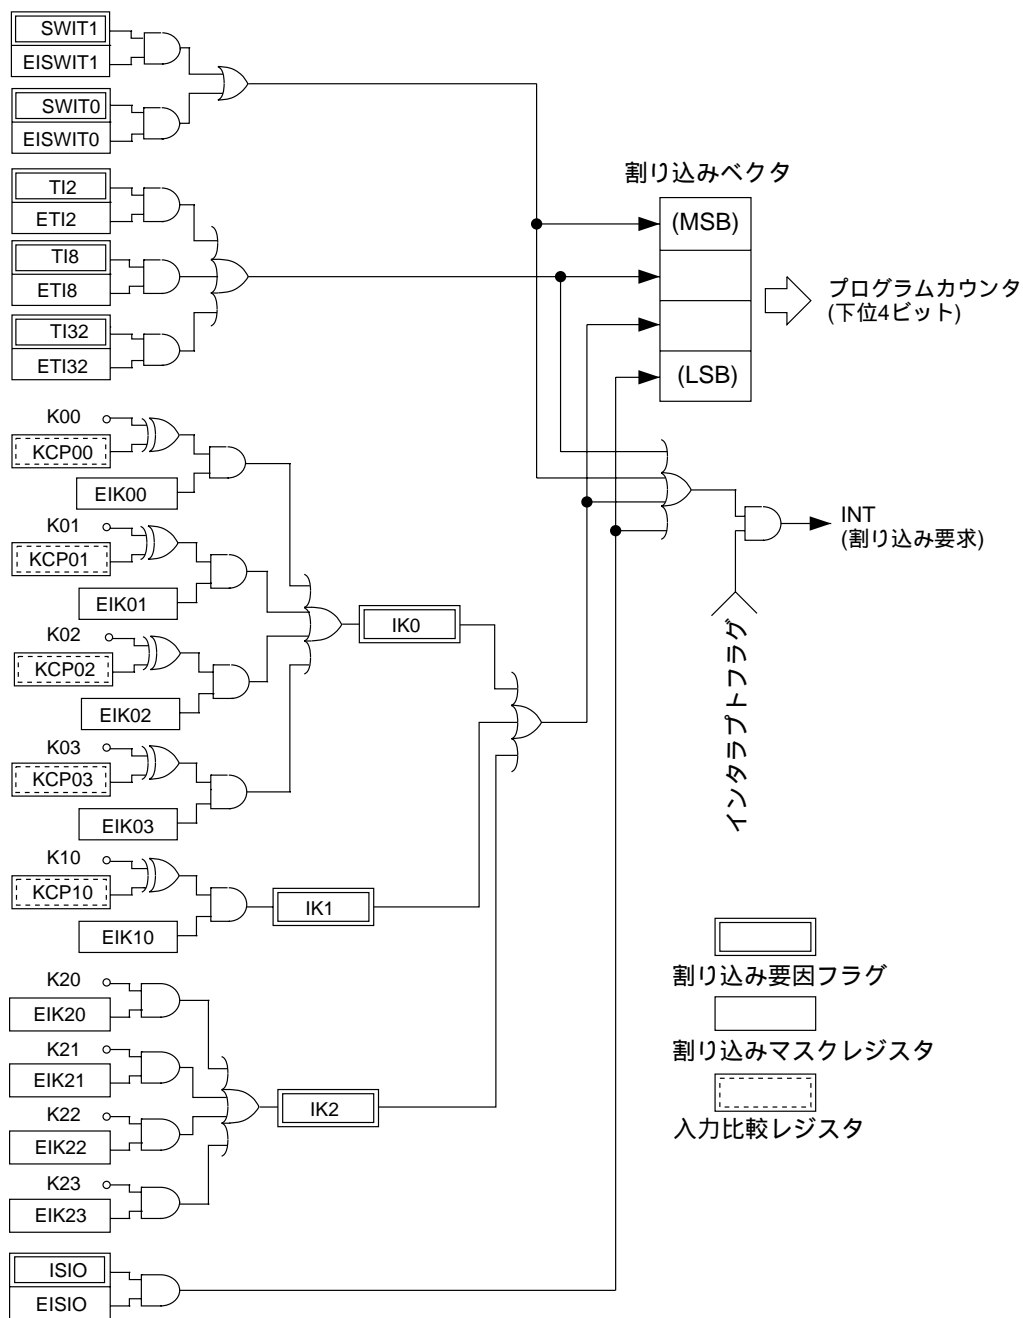 SWIT1
EISWIT1
SWIT0
EISWIT0
TI2
ETI2
TI8
ETI8
TI32
ETI32
割り込みベクタ
(MSB)
(LSB)
プログラムカウンタ
(下位4ビット)
K00
KCP00
EIK00
K01
KCP01
EIK01
K02
KCP02
EIK02
K03
KCP03
EIK03
K10
KCP10
EIK10
K20
EIK20
K21
EIK21
K22
EIK22
K23
EIK23
ISIO
EISIO
IK0
IK1
IK2
INT
(割り込み要求)
インタラプトフラグ
割り込み要因フラグ
割り込みマスクレジスタ
入力比較レジスタ